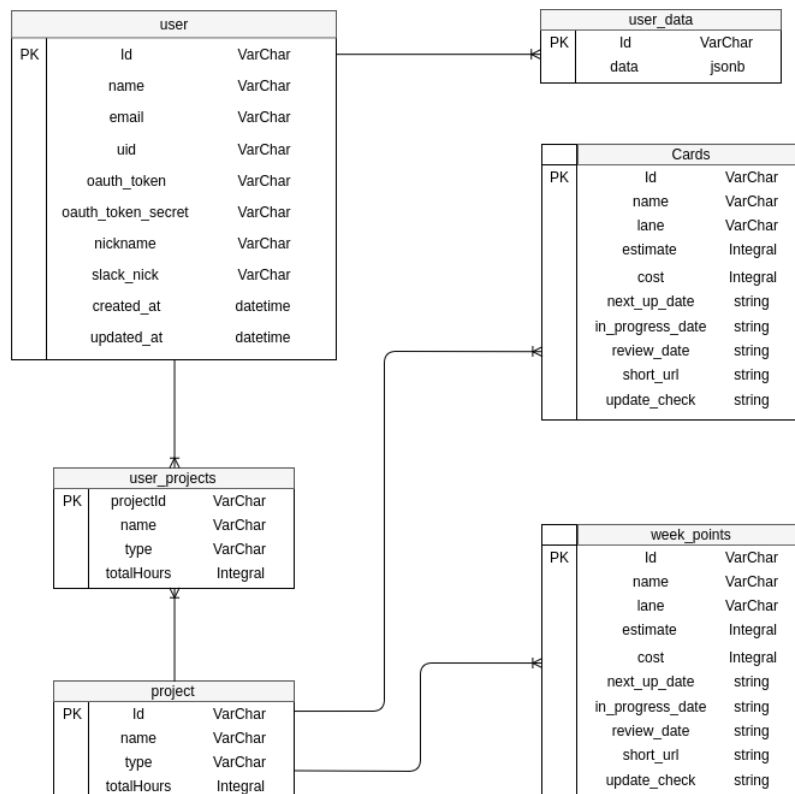 user
PK Id VarChar
name VarChar
email VarChar
uid VarChar
oauth_token VarChar
oauth_token_secret VarChar
nickname VarChar
slack_nick VarChar
created_at datetime
updated_at datetime
user_data
PK Id VarChar
data jsonb
Cards
PK Id VarChar
name VarChar
lane VarChar
estimate Integral
cost Integral
next_up_date string
in_progress_date string
review_date string
short_url string
update_check string
user_projects
PK projectId VarChar
name VarChar
type VarChar
totalHours Integral
week_points
PK Id VarChar
name VarChar
lane VarChar
estimate Integral
cost Integral
next_up_date string
in_progress_date string
review_date string
short_url string
update_check string
project
PK Id VarChar
name VarChar
type VarChar
totalHours Integral